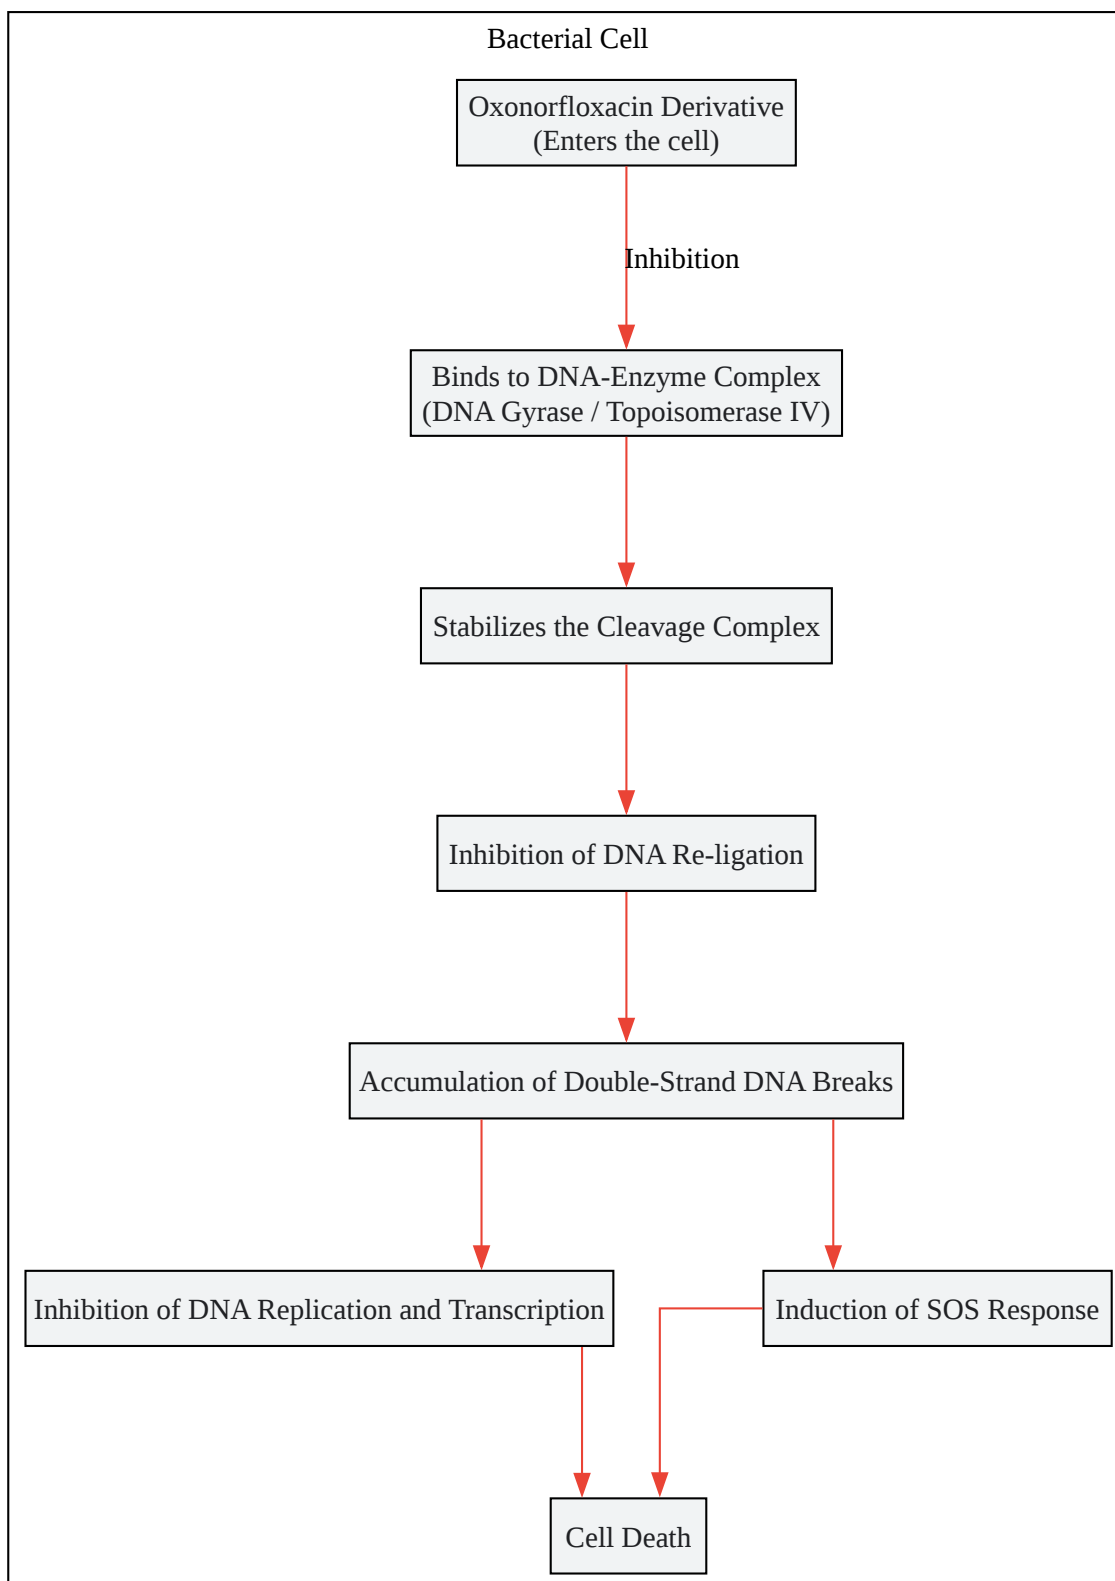 Bacterial Cell
Oxonorfloxacin Derivative
(Enters the cell)
Inhibition
Binds to DNA-Enzyme Complex
(DNA Gyrase / Topoisomerase IV)
Stabilizes the Cleavage Complex
Inhibition of DNA Re-ligation
Accumulation of Double-Strand DNA Breaks
Inhibition of DNA Replication and Transcription
Induction of SOS Response
Cell Death